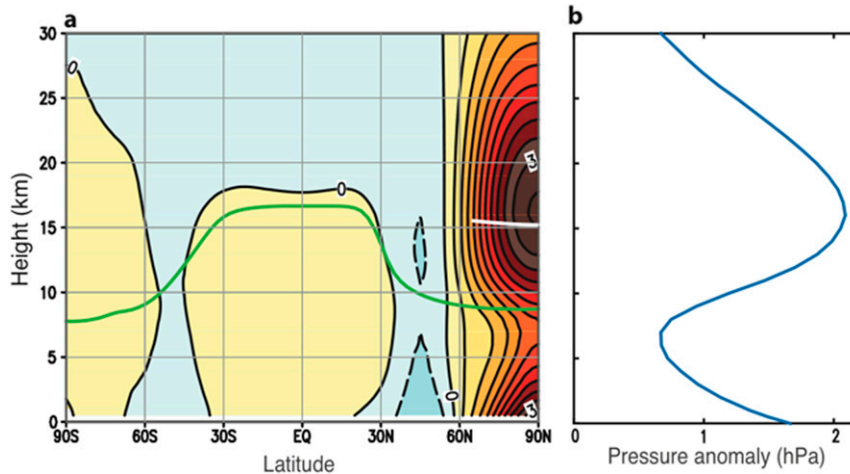 a
b
30
25
20
15
10
5
0
Height (km)
0
0
0
3
3
90S
60S
30S
EQ
30N
60N
90N
Latitude
0
1
2
Pressure anomaly (hPa)